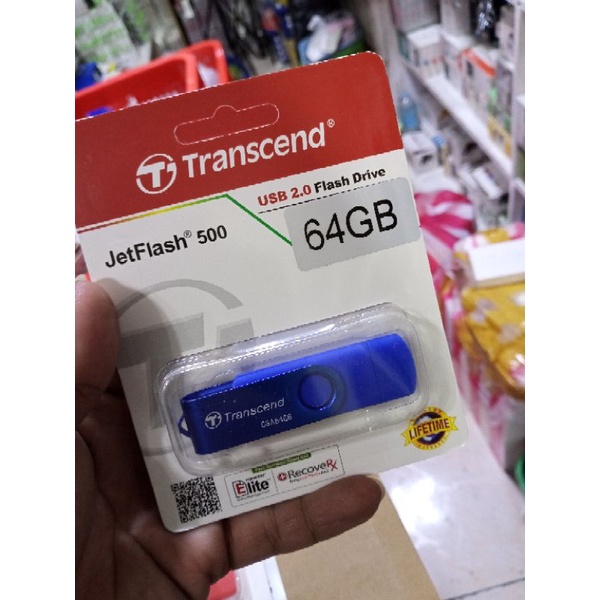 Transcend®
USB 2.0 Flash Drive
JetFlash® 500
64GB
Transcend
LIFETIME
Elite
RecoveRx